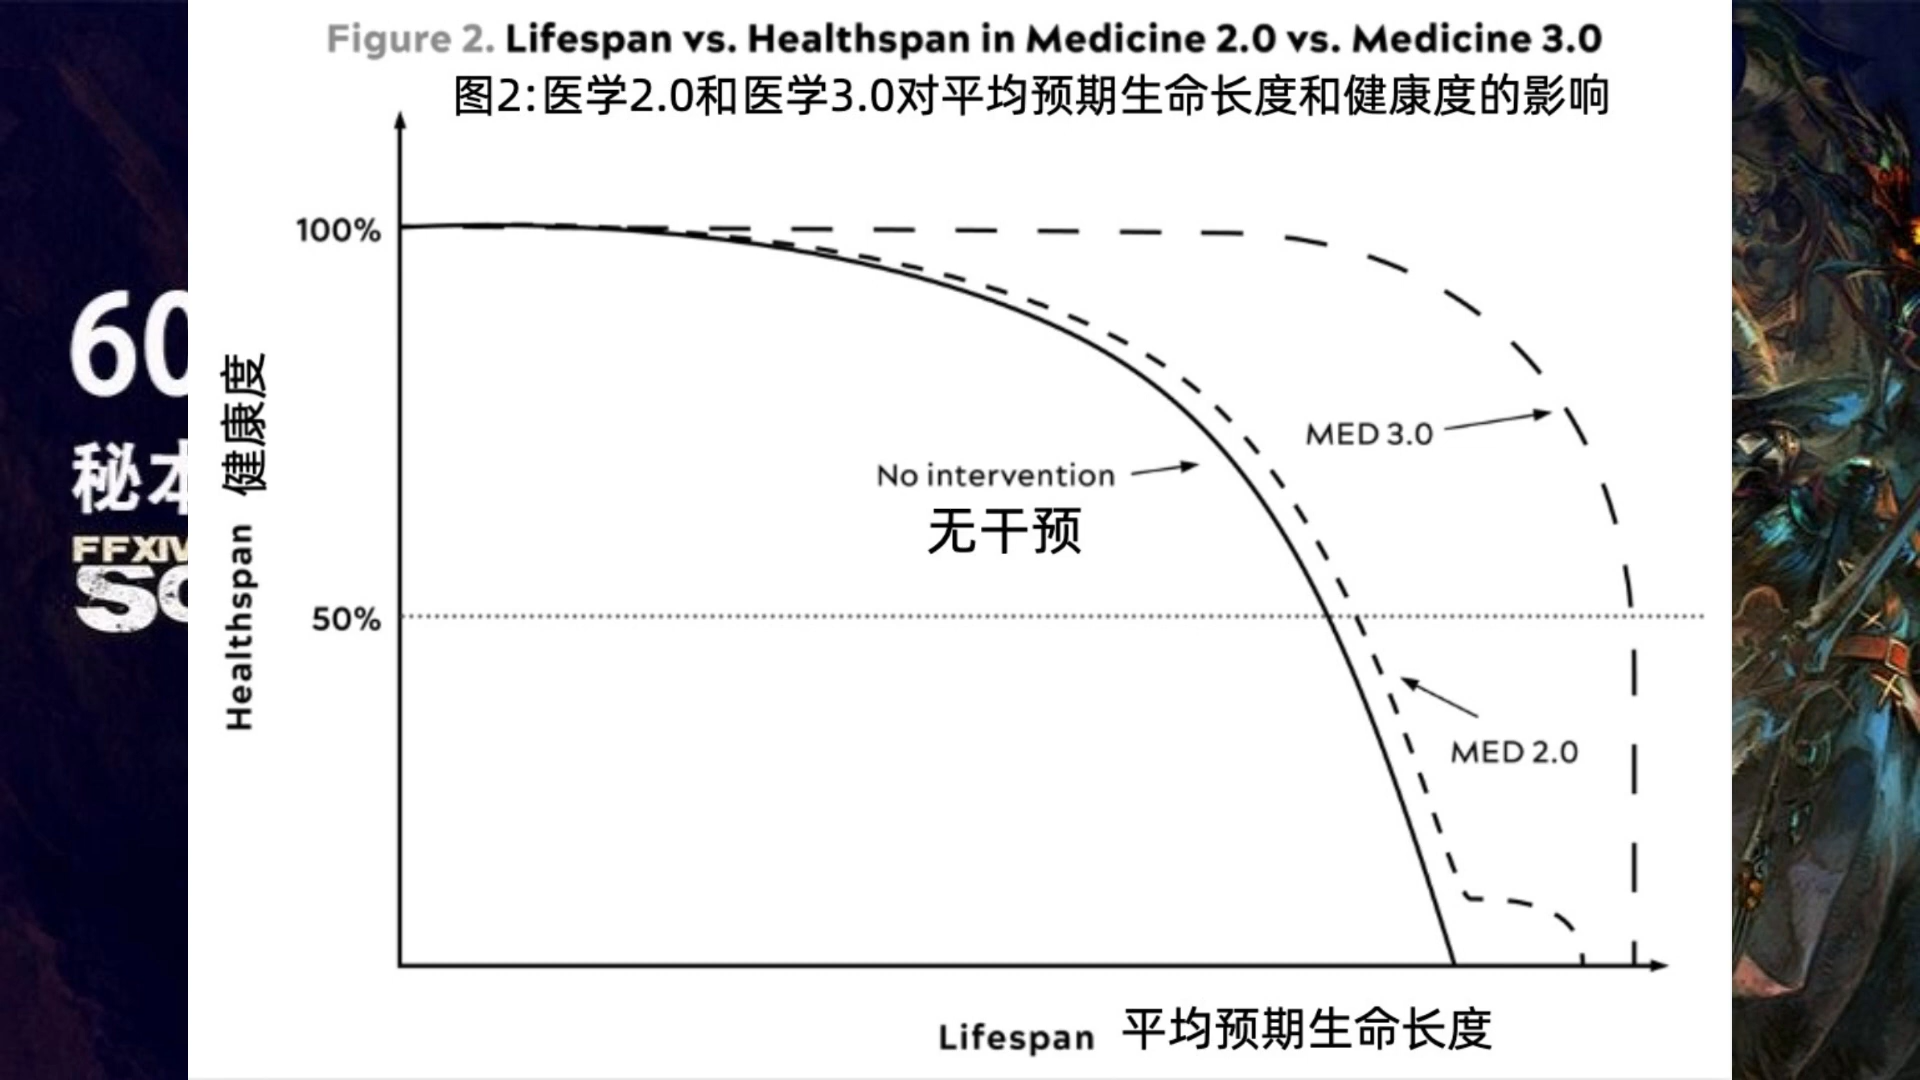 Figure 2. Lifespan vs. Healthspan in Medicine 2.0 vs. Medicine 3.0
图2:医学2.0和医学3.0对平均预期生命长度和健康度的影响
100%
60
秘本
FFXIV
SO
Healthspan 健康度
MED 3.0
No intervention
无干预
50%
MED 2.0
Lifespan 平均预期生命长度